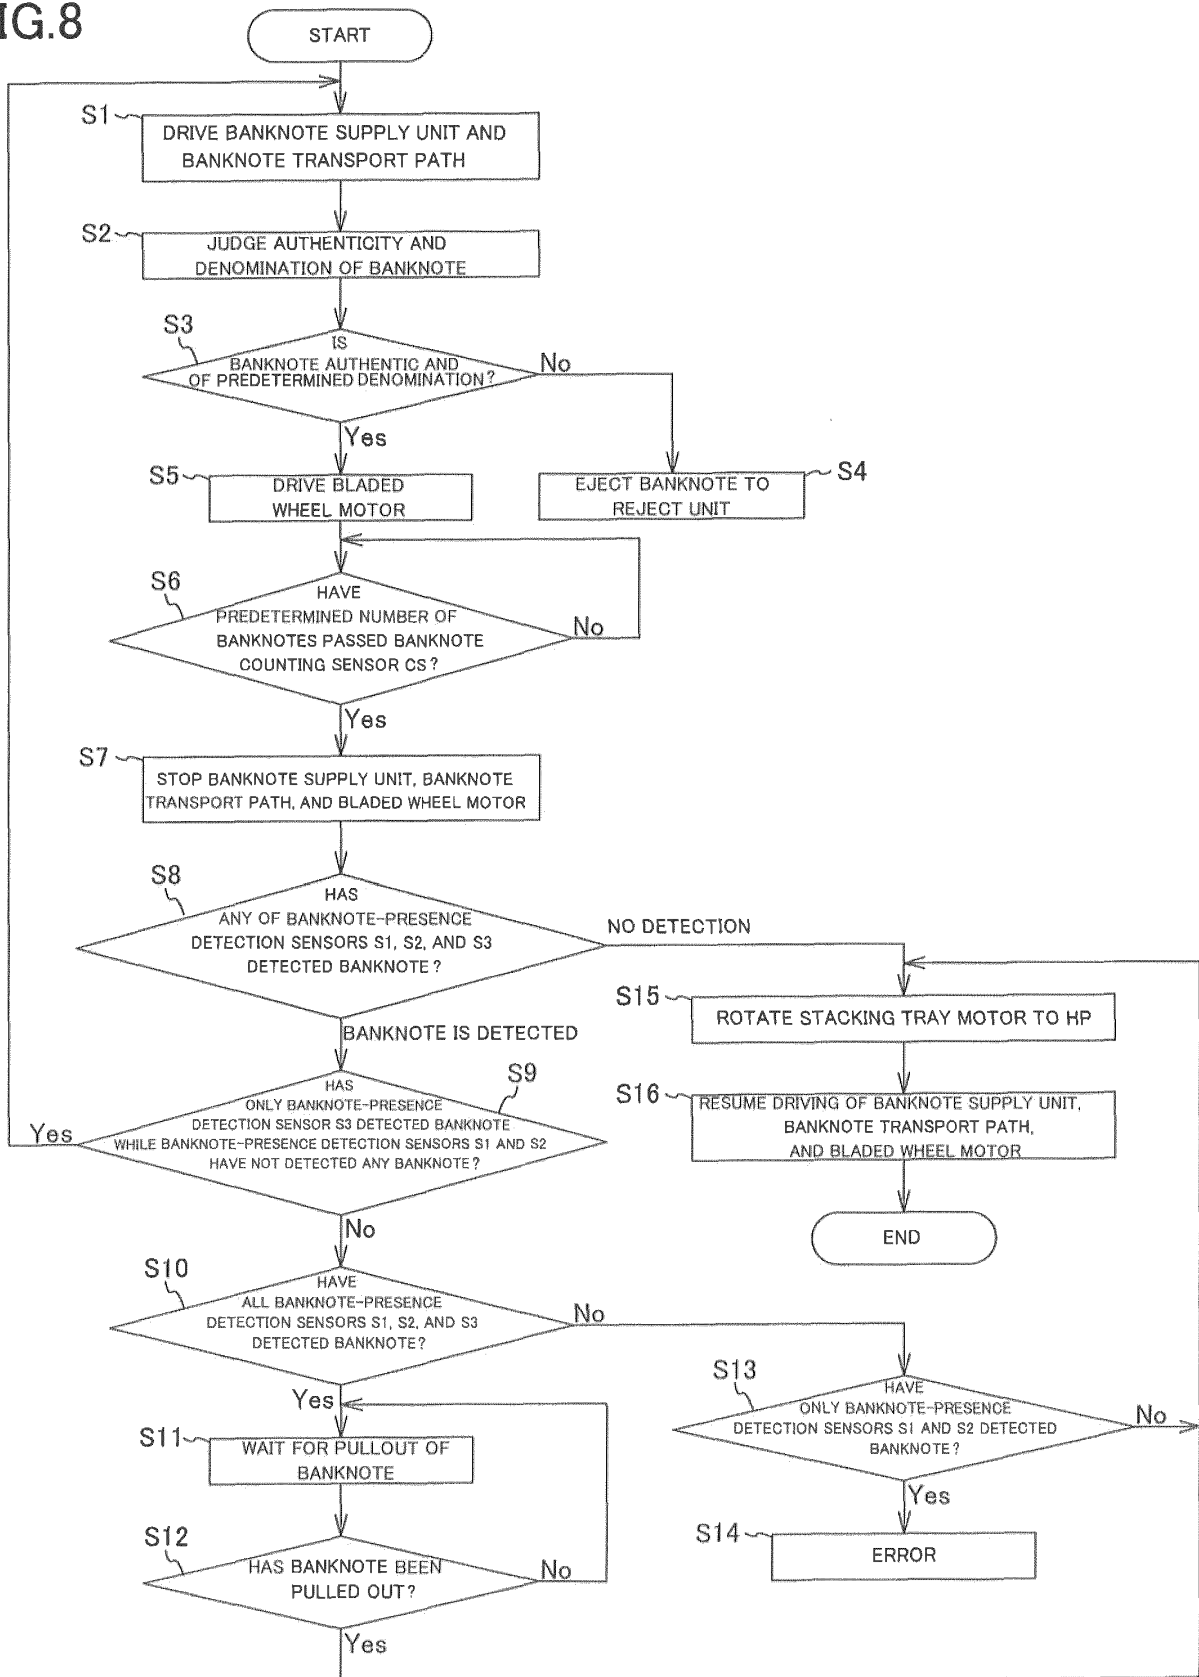 IG.8
START
S1
DRIVE BANKNOTE SUPPLY UNIT AND
BANKNOTE TRANSPORT PATH
S2
JUDGE AUTHENTICITY AND
DENOMINATION OF BANKNOTE
S3
IS
BANKNOTE AUTHENTIC AND
OF PREDETERMINED DENOMINATION?
No
Yes
S5
DRIVE BLADED
WHEEL MOTOR
S4
EJECT BANKNOTE TO
REJECT UNIT
S6
HAVE
PREDETERMINED NUMBER OF
BANKNOTES PASSED BANKNOTE
COUNTING SENSOR CS?
No
Yes
S7
STOP BANKNOTE SUPPLY UNIT, BANKNOTE
TRANSPORT PATH, AND BLADED WHEEL MOTOR
S8
HAS
ANY OF BANKNOTE-PRESENCE
DETECTION SENSORS S1, S2, AND S3
DETECTED BANKNOTE?
NO DETECTION
BANKNOTE IS DETECTED
S15
ROTATE STACKING TRAY MOTOR TO HP
S16
RESUME DRIVING OF BANKNOTE SUPPLY UNIT,
BANKNOTE TRANSPORT PATH,
AND BLADED WHEEL MOTOR
END
S9
HAS
ONLY BANKNOTE-PRESENCE
DETECTION SENSOR S3 DETECTED BANKNOTE
WHILE BANKNOTE-PRESENCE DETECTION SENSORS S1 AND S2
HAVE NOT DETECTED ANY BANKNOTE?
Yes
No
S10
HAVE
ALL BANKNOTE-PRESENCE
DETECTION SENSORS S1, S2, AND S3
DETECTED BANKNOTE?
No
Yes
S11
WAIT FOR PULLOUT OF
BANKNOTE
S12
HAS BANKNOTE BEEN
PULLED OUT?
No
Yes
S13
HAVE
ONLY BANKNOTE-PRESENCE
DETECTION SENSORS S1 AND S2 DETECTED
BANKNOTE?
No
Yes
S14
ERROR